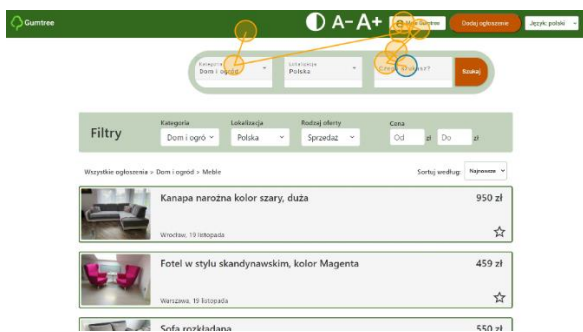 Gumtree A- A+ Gumtree Dodaj ogłoszenie Język: polski
Kategoria Lokalizacja
Dom i ogród Polska Szukaj
Filtry
Kategoria Lokalizacja Rodzaj oferty Cena
Dom i ogró Polska Sprzedaż Od zł Do zł
Wszystkie ogłoszenia » Dom i ogród » Meble Sortuj według: Najnowsze
Kanapa narożna kolor szary, duża 950 zł
Wrocław, 19 listopada
Fotel w stylu skandynawskim, kolor Magenta 459 zł
Warszawa, 19 listopada
Sofa rozkładana 550 zł